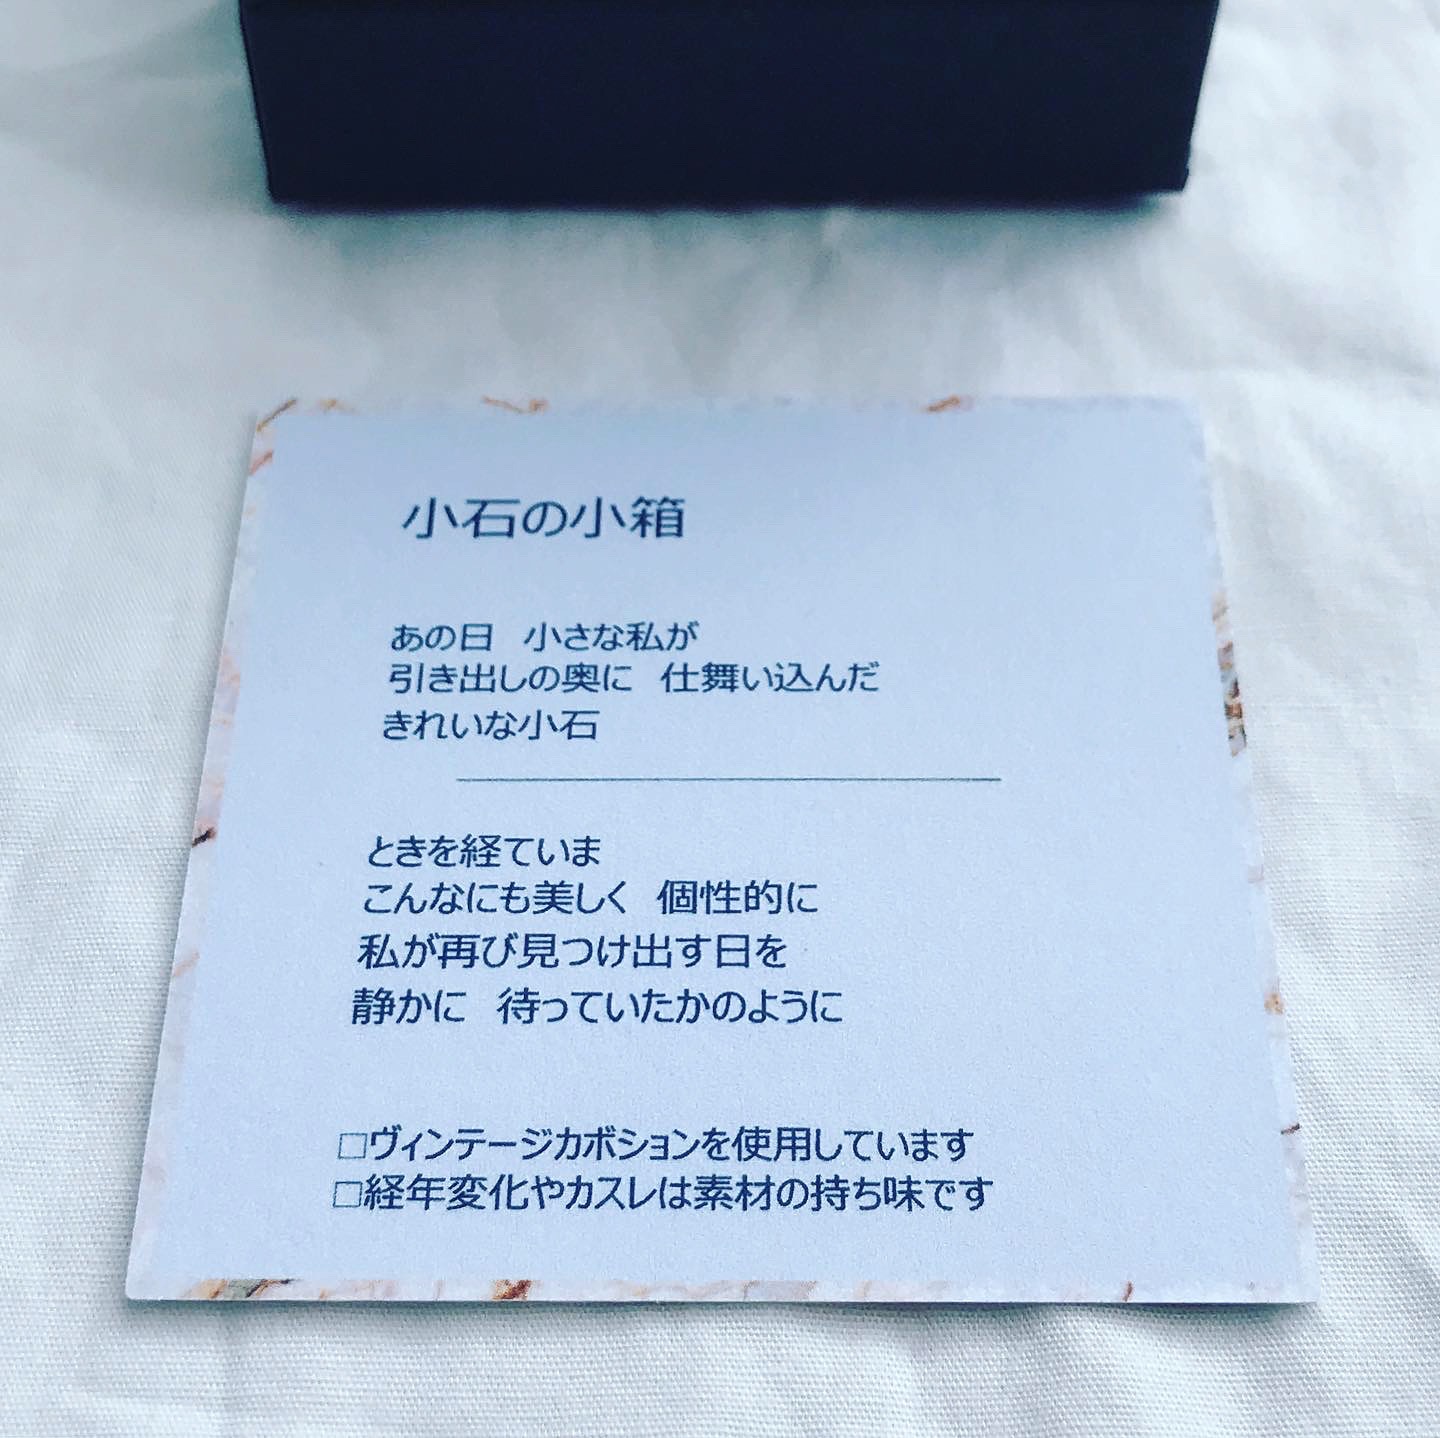 小石の小箱
あの日　小さな私が
引き出しの奥に　仕舞い込んだ
きれいな小石
ときを経ていま
こんなにも美しく　個性的に
私が再び見つけ出す日を
静かに　待っていたかのように
□ヴィンテージカボションを使用しています
□経年変化やカスレは素材の持ち味です